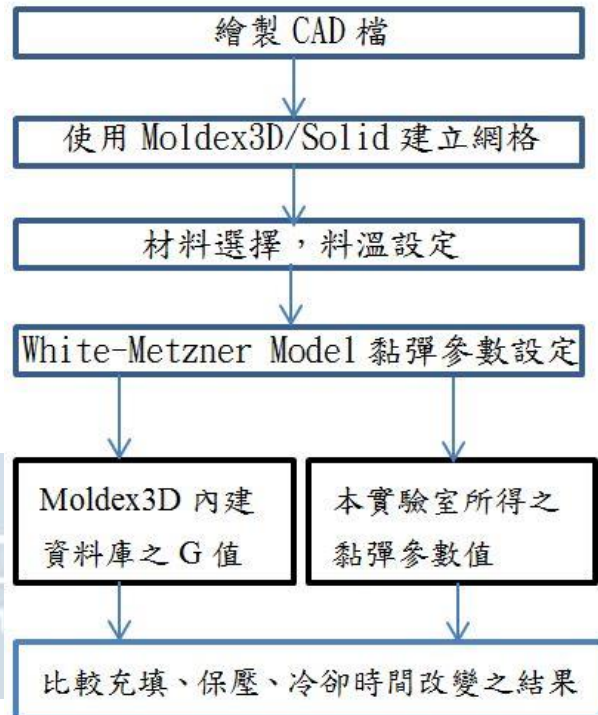 繪製 CAD 檔
使用 Moldex3D/Solid 建立網格
材料選擇，料溫設定
White-Metzner Model 黏彈參數設定
Moldex3D 內建
資料庫之 G 值
本實驗室所得之
黏彈參數值
比較充填、保壓、冷卻時間改變之結果